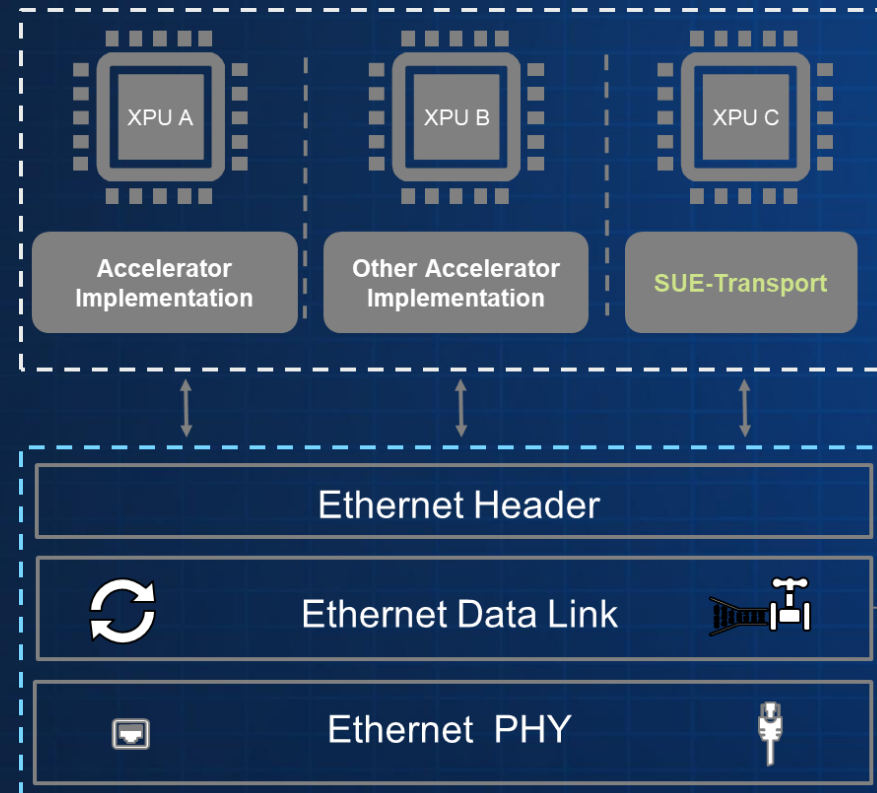 XPU A
XPU B
XPU C
Accelerator
Implementation
Other Accelerator
Implementation
SUE-Transport
Ethernet Header
Ethernet Data Link
Ethernet PHY